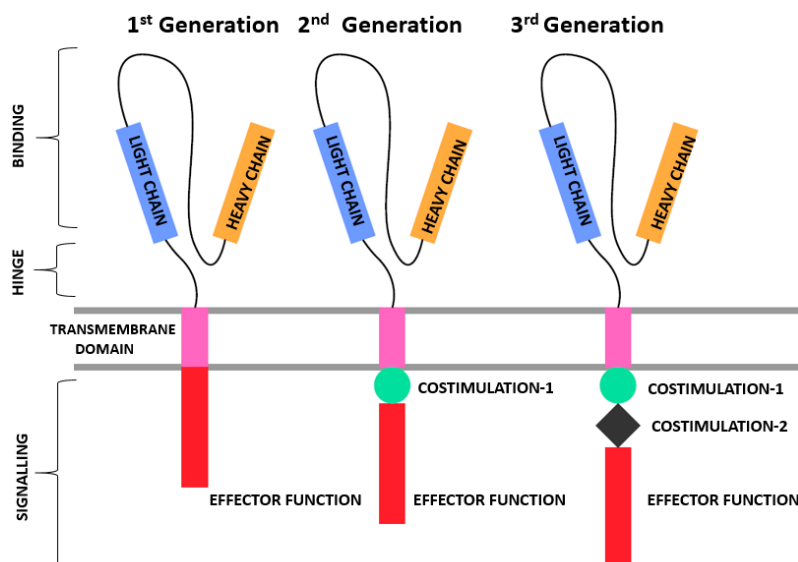 1st Generation
2nd Generation
3rd Generation
BINDING
LIGHT CHAIN
HEAVY CHAIN
LIGHT CHAIN
HEAVY CHAIN
LIGHT CHAIN
HEAVY CHAIN
HINGE
TRANSMEMBRANE
DOMAIN
SIGNALLING
COSTIMULATION-1
COSTIMULATION-1
COSTIMULATION-2
EFFECTOR FUNCTION
EFFECTOR FUNCTION
EFFECTOR FUNCTION